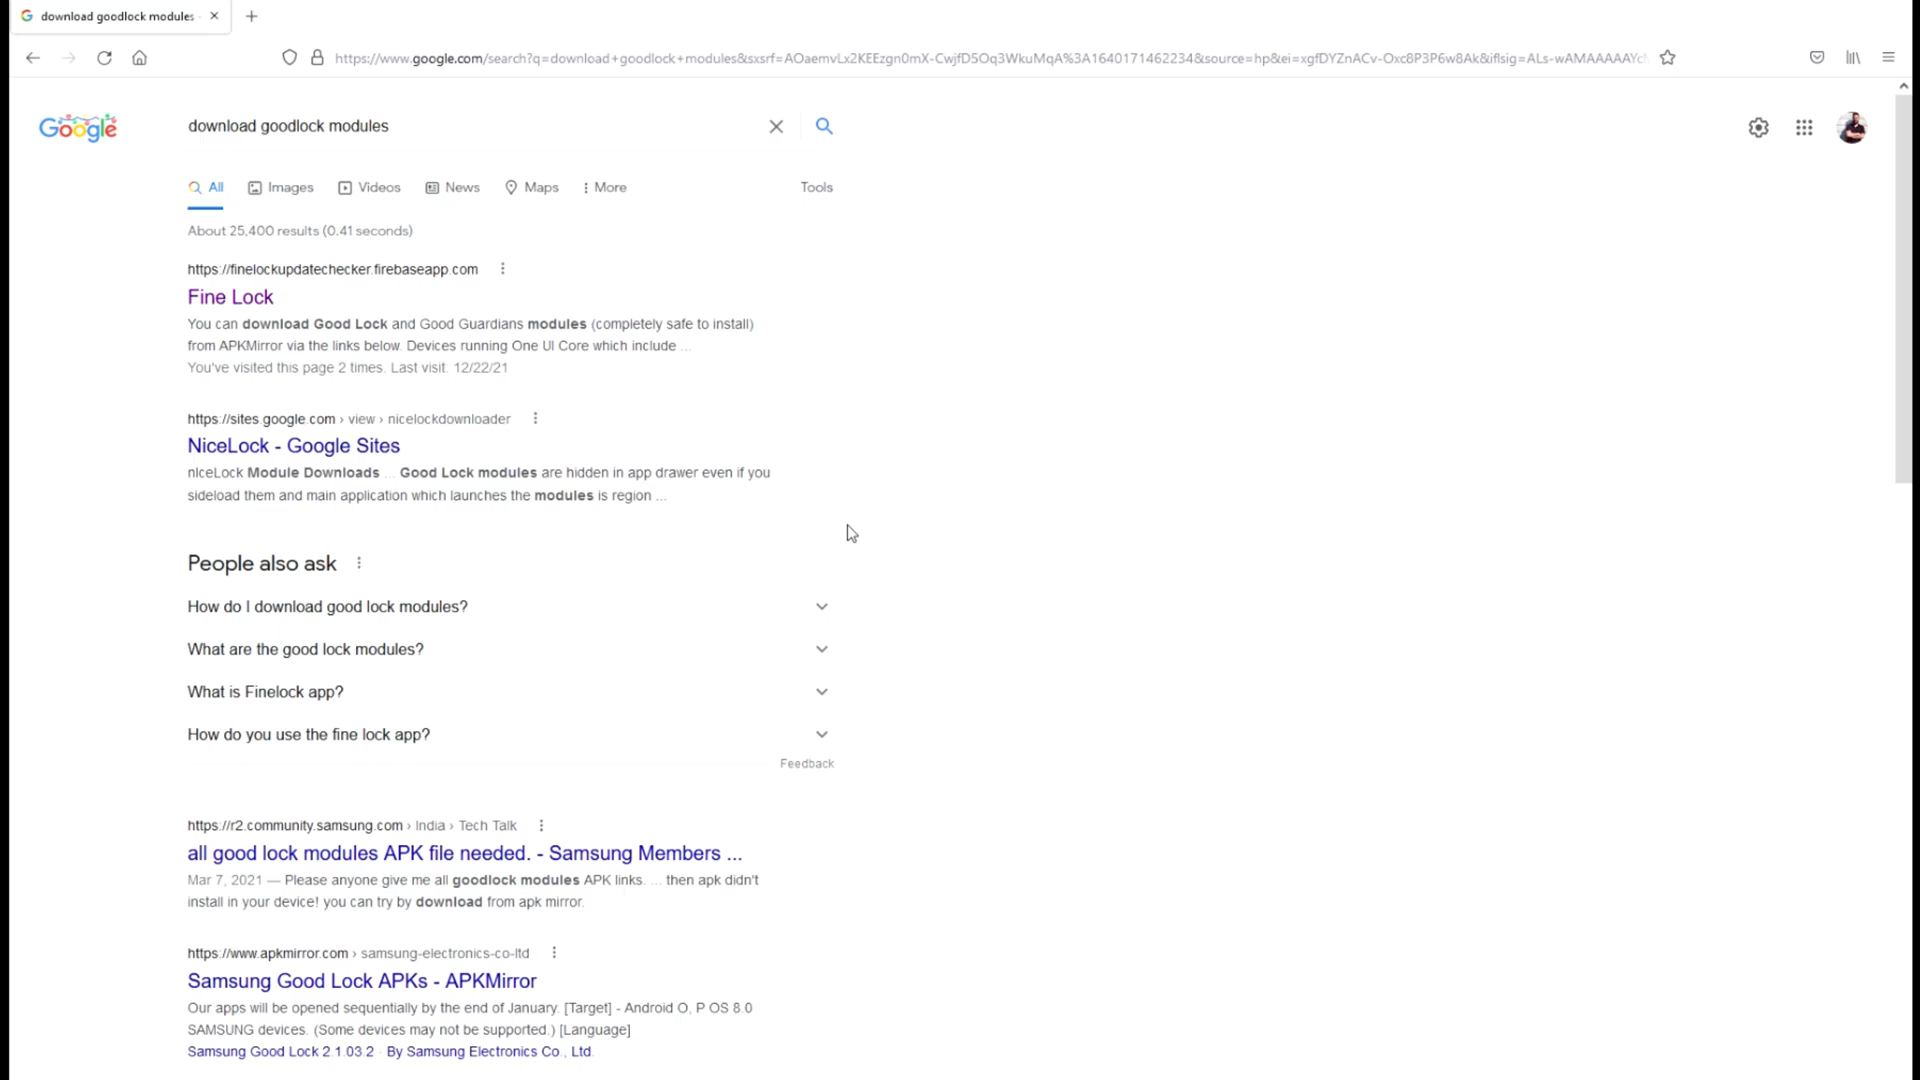 download goodlock modules
https://www.google.com/search?q=download+goodlock+modules&sxsrf=AOaemvLx2KEEzgn0mX-CwjfD5Oq3WkuMqA%3A1640171462234&source=hp&ei=xgfDYZnACv-Oxc8P3P6w8Ak&iflsig=ALs-wAMAAAAAYc
Google
download goodlock modules
All
Images
Videos
News
Maps
More
Tools
About 25,400 results (0.41 seconds)
https://finelockupdatechecker.firebaseapp.com
Fine Lock
You can download Good Lock and Good Guardians modules (completely safe to install)
from APKMirror via the links below. Devices running One UI Core which include ...
You've visited this page 2 times. Last visit: 12/22/21
https://sites.google.com › view › nicelockdownloader
NiceLock - Google Sites
nIceLock Module Downloads ... Good Lock modules are hidden in app drawer even if you
sideload them and main application which launches the modules is region ...
People also ask
How do I download good lock modules?
What are the good lock modules?
What is Finelock app?
How do you use the fine lock app?
Feedback
https://r2.community.samsung.com › India › Tech Talk
all good lock modules APK file needed. - Samsung Members ...
Mar 7, 2021 — Please anyone give me all goodlock modules APK links. ... then apk didn't
install in your device! you can try by download from apk mirror.
https://www.apkmirror.com › samsung-electronics-co-ltd
Samsung Good Lock APKs - APKMirror
Our apps will be opened sequentially by the end of January. [Target] - Android O, P OS 8.0
SAMSUNG devices. (Some devices may not be supported.) [Language]
Samsung Good Lock 2.1.03.2 · By Samsung Electronics Co., Ltd.